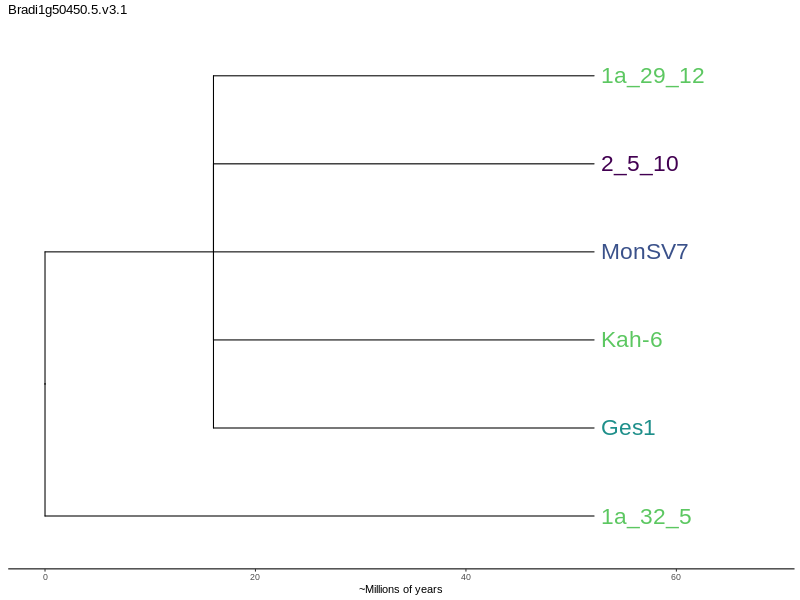 Bradi1g50450.5.v3.1
1a_29_12
2_5_10
MonSV7
Kah-6
Ges1
1a_32_5
0 20 40 60
~Millions of years